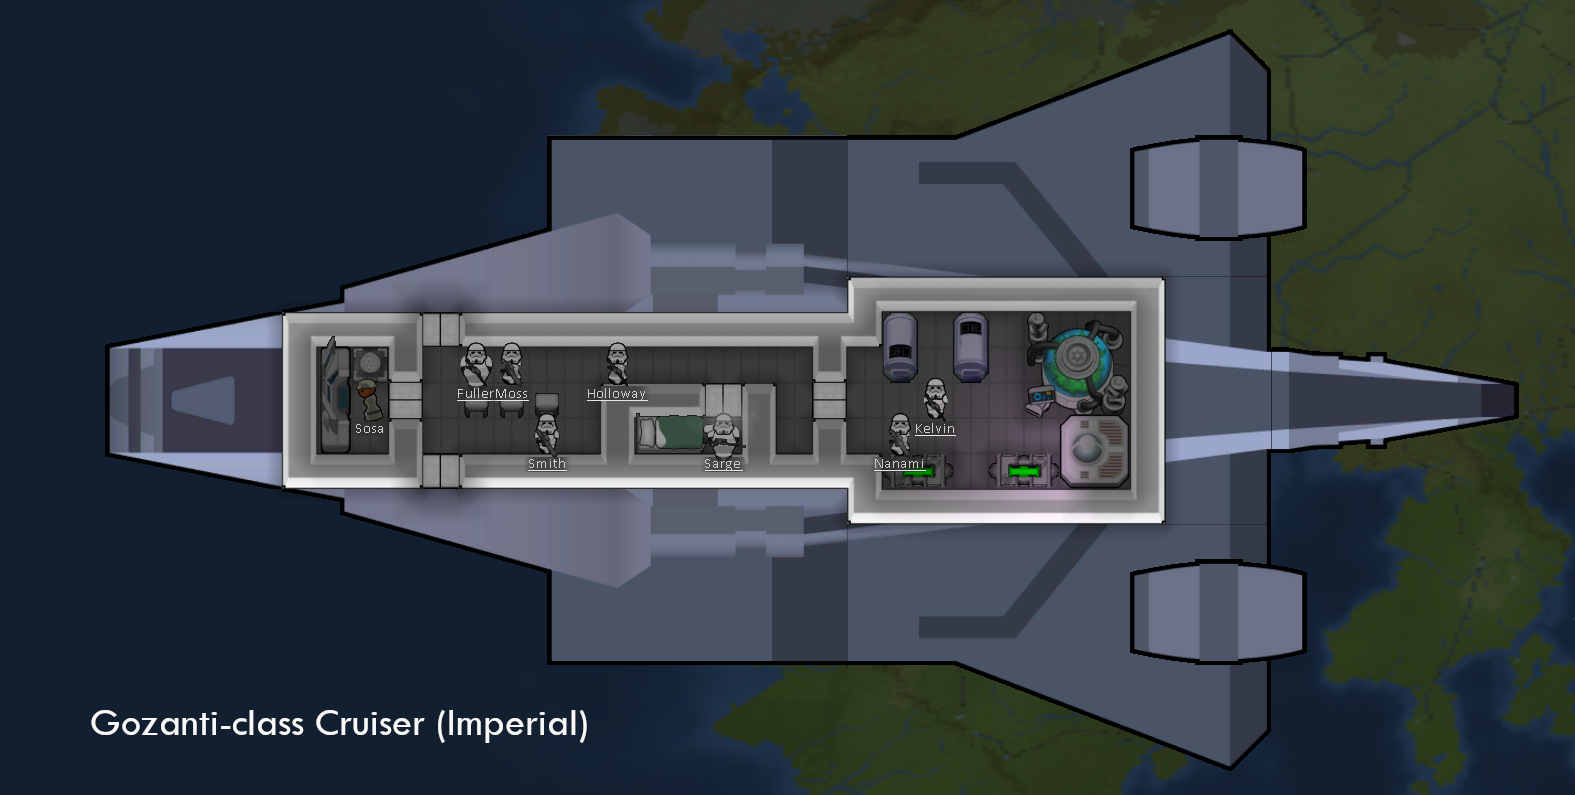 FullerMoss
Holloway
Sosa
Kelvin
Smith
Sarge
Nanami
Gozanti-class Cruiser (Imperial)